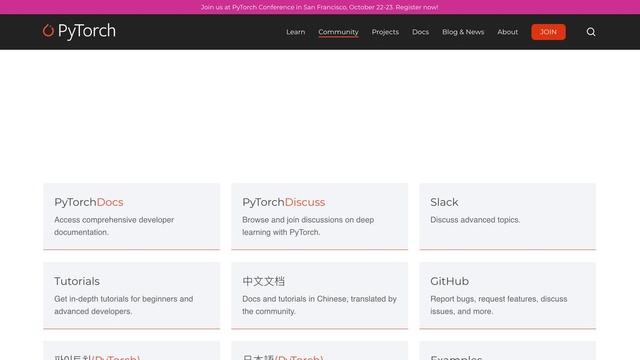 Join us at PyTorch Conference in San Francisco, October 22-23. Register now!
PyTorch
Learn
Community
Projects
Docs
Blog & News
About
JOIN
PyTorchDocs
PyTorchDiscuss
Slack
Access comprehensive developer
documentation.
Browse and join discussions on deep
learning with PyTorch.
Discuss advanced topics.
Tutorials
中文文档
GitHub
Get in-depth tutorials for beginners and
advanced developers.
Docs and tutorials in Chinese, translated by
the community.
Report bugs, request features, discuss
issues, and more.
파이토치(PyTorch)
日本語(PyTorch)
Examples